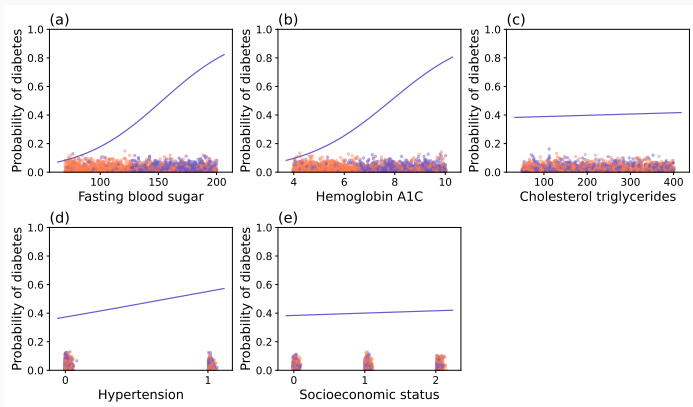 (a)
Probability of diabetes
1.0
0.8
0.6
0.4
0.2
0.0
100 150 200
Fasting blood sugar
(b)
Probability of diabetes
1.0
0.8
0.6
0.4
0.2
0.0
4 6 8 10
Hemoglobin A1C
(c)
Probability of diabetes
1.0
0.8
0.6
0.4
0.2
0.0
100 200 300 400
Cholesterol triglycerides
(d)
Probability of diabetes
1.0
0.8
0.6
0.4
0.2
0.0
0 1
Hypertension
(e)
Probability of diabetes
1.0
0.8
0.6
0.4
0.2
0.0
0 1 2
Socioeconomic status